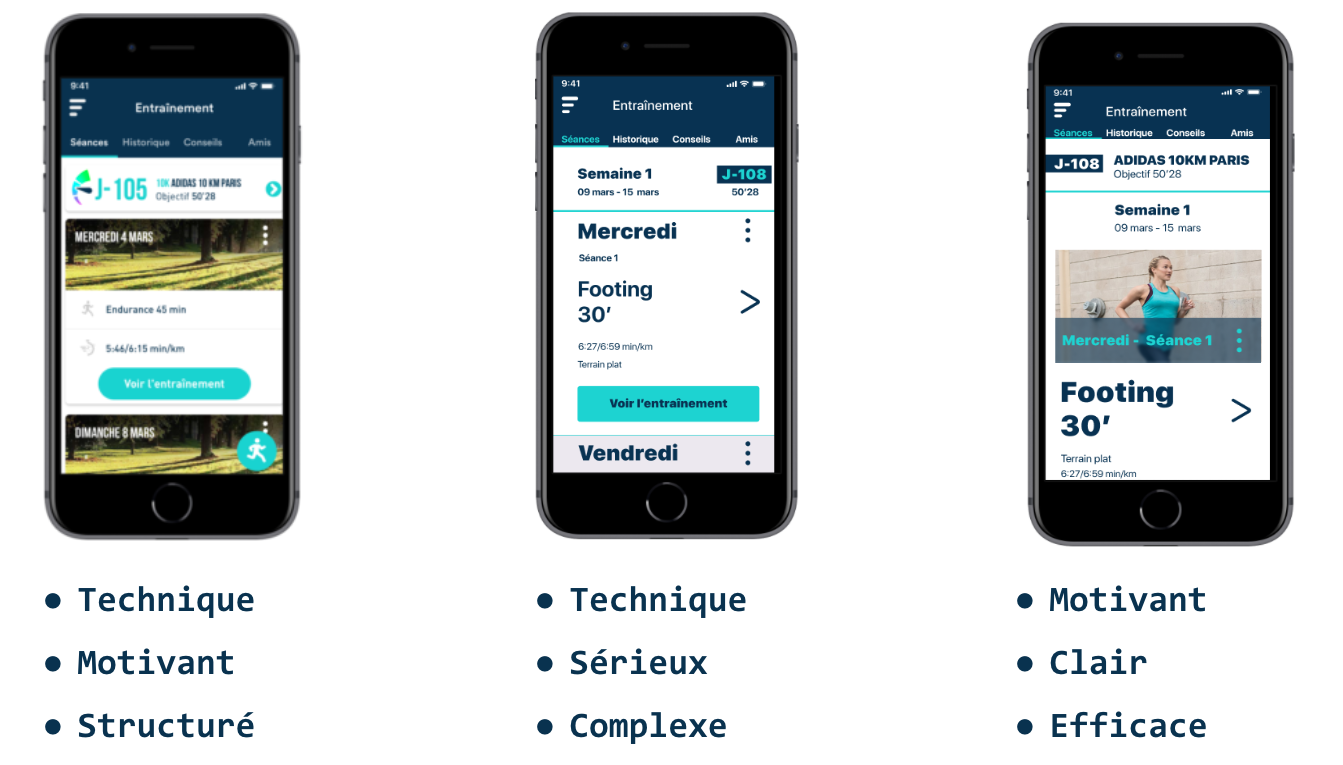 9:41
Entraînement
Séances Historique Conseils Amis
J-105
10K ADIDAS 10 KM PARIS
Objectif 50'28
MERCREDI 4 MARS
Endurance 45 min
5:46/6:15 min/km
Voir l'entraînement
DIMANCHE 8 MARS
Technique
Motivant
Structuré
9:41
Entraînement
Séances Historique Conseils Amis
Semaine 1
J-108
09 mars - 15 mars
50'28
Mercredi
Séance 1
Footing
30'
6:27/6:59 min/km
Terrain plat
Voir l'entraînement
Vendredi
Technique
Sérieux
Complexe
9:41
Entraînement
Séances Historique Conseils Amis
J-108
ADIDAS 10KM PARIS
Objectif 50'28
Semaine 1
09 mars - 15 mars
Mercredi - Séance 1
Footing
30'
Terrain plat
6:27/6:59 min/km
Motivant
Clair
Efficace